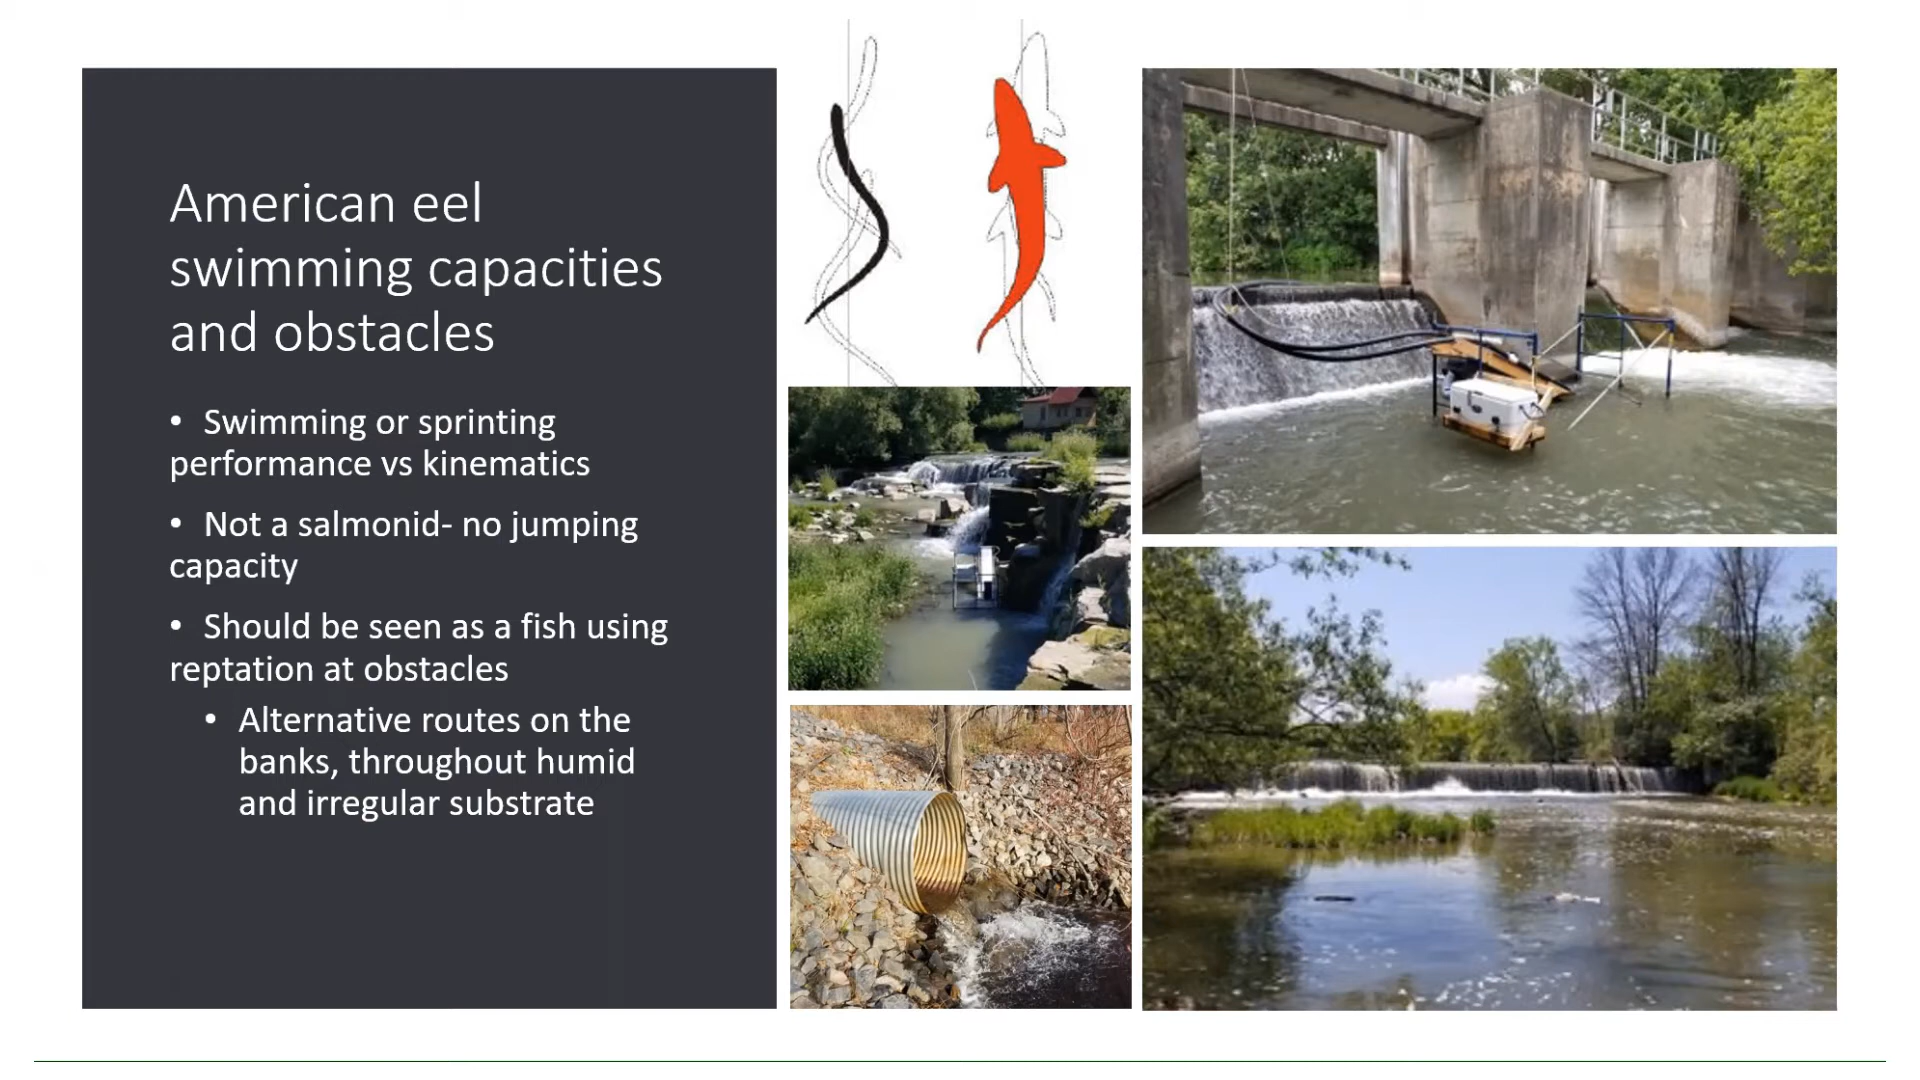 American eel
swimming capacities
and obstacles
• Swimming or sprinting
performance vs kinematics
• Not a salmonid- no jumping
capacity
• Should be seen as a fish using
reptation at obstacles
• Alternative routes on the
banks, throughout humid
and irregular substrate